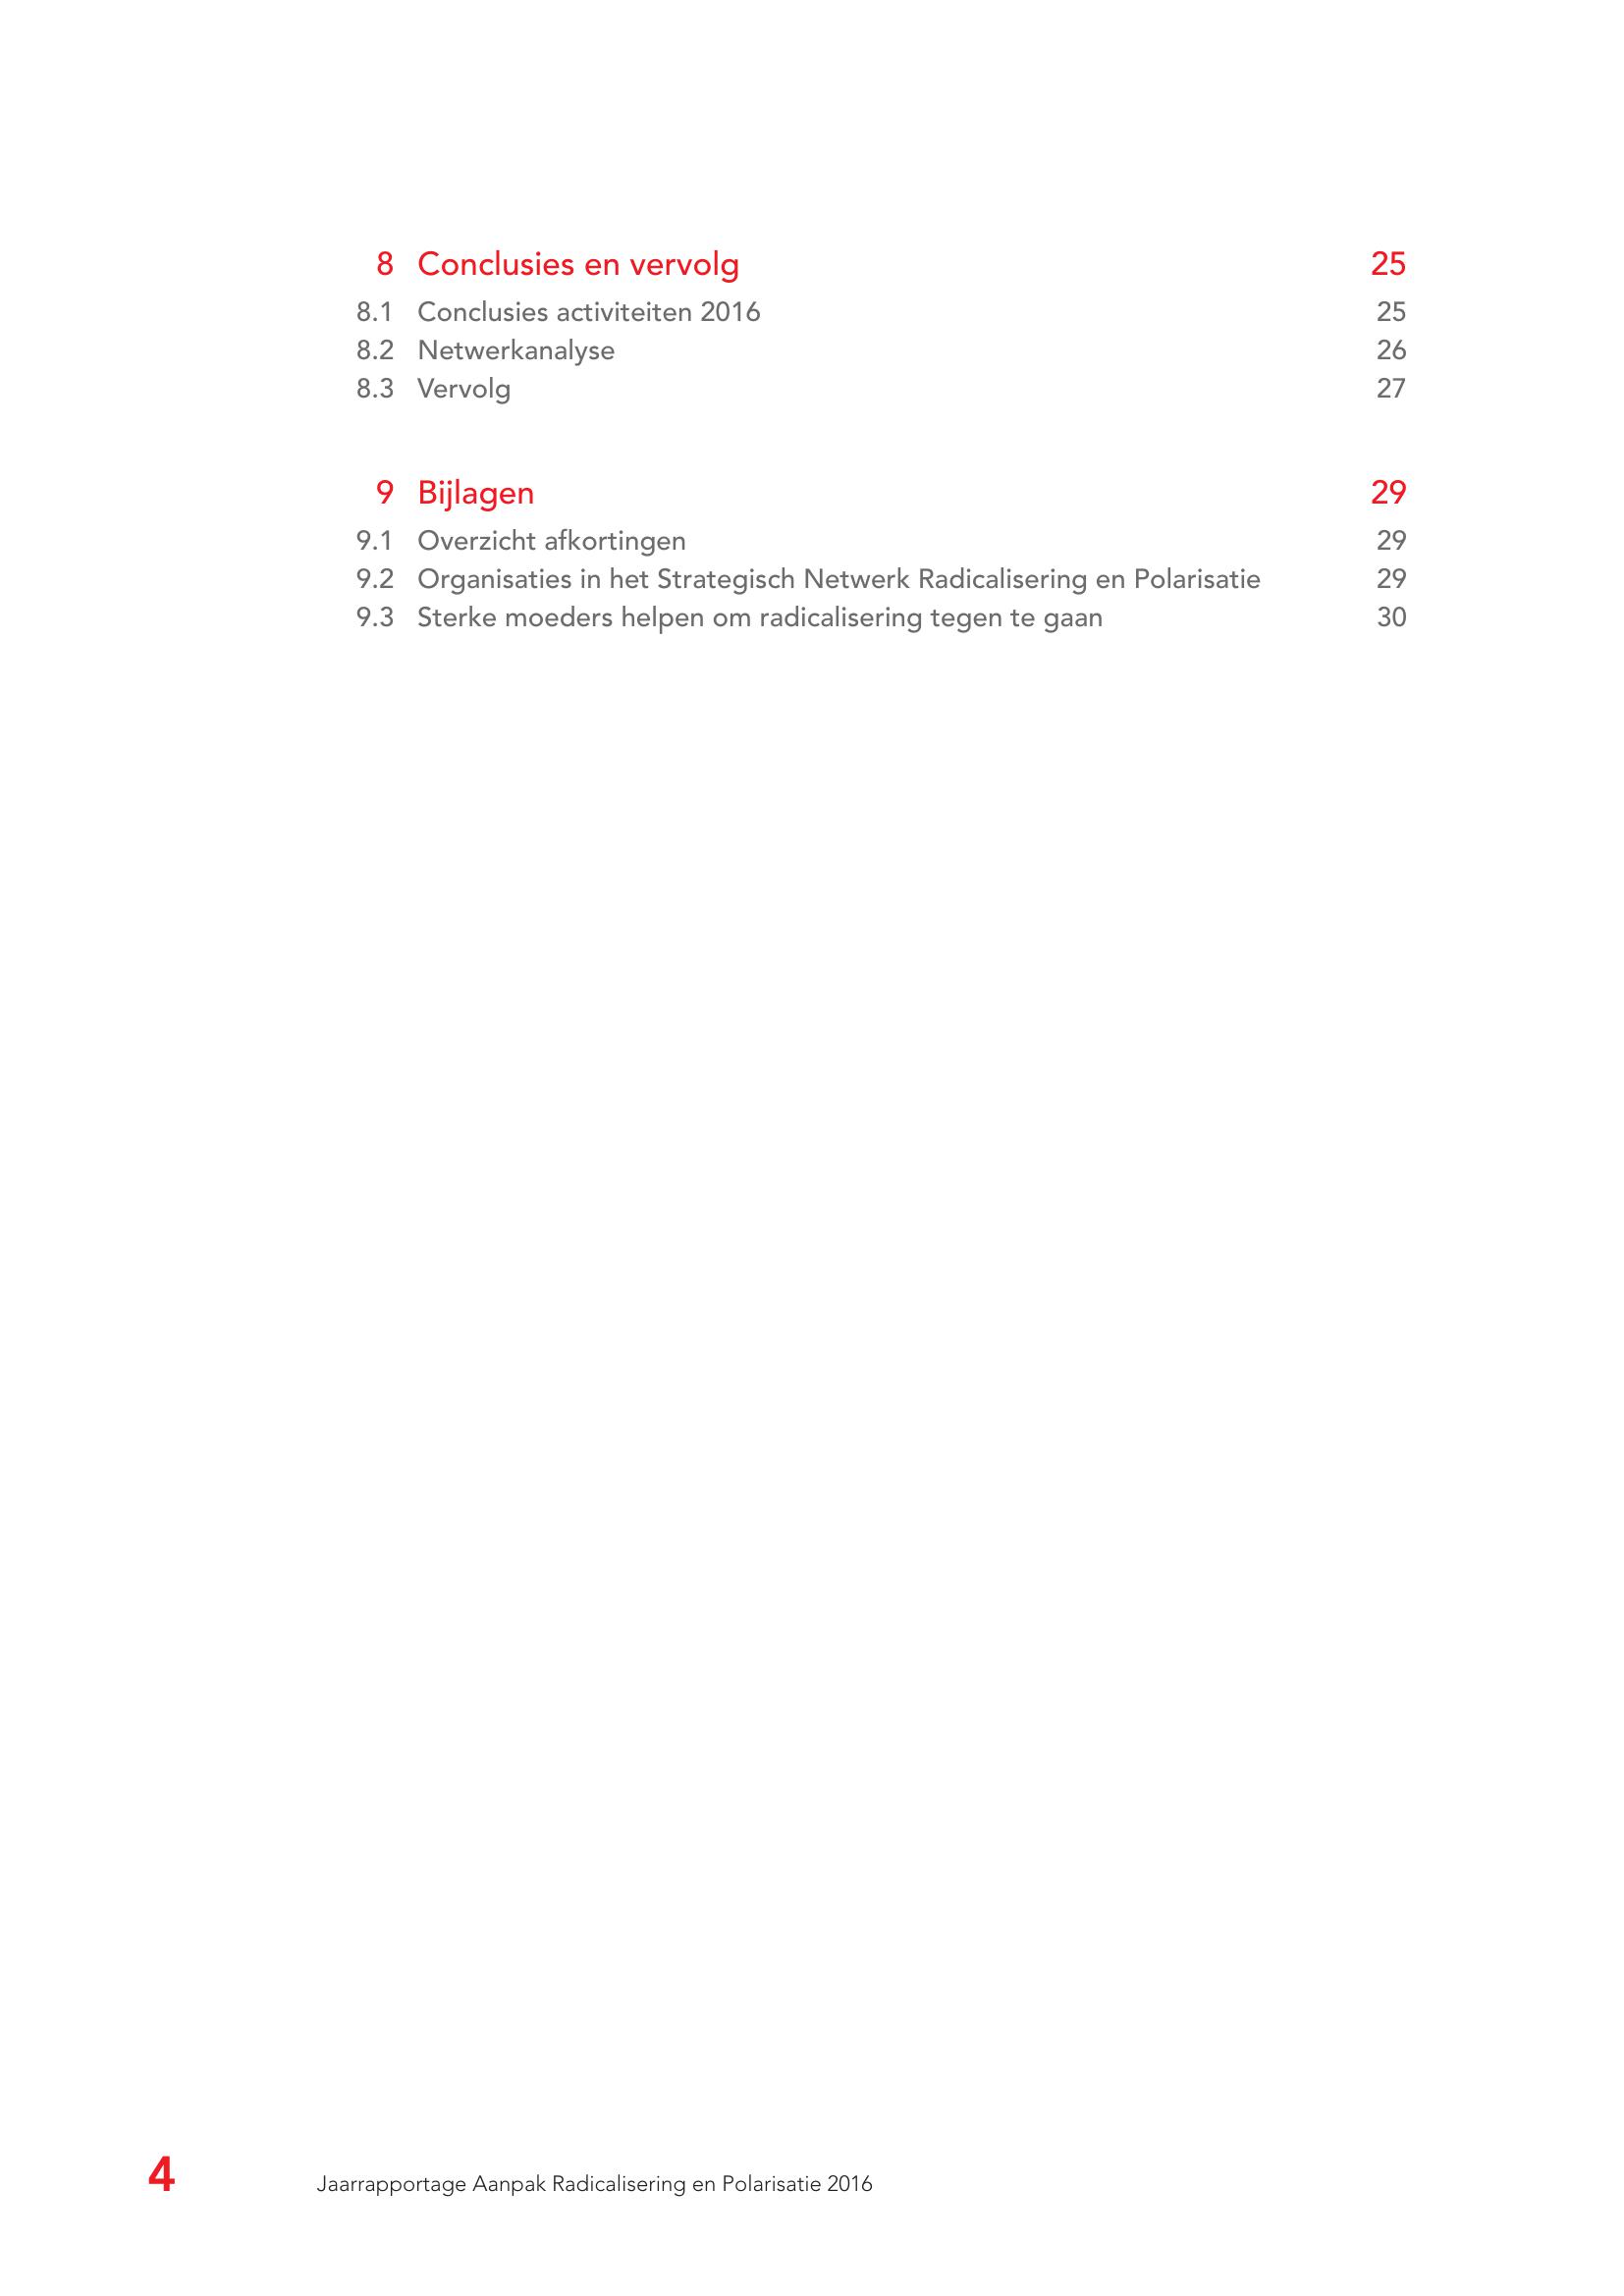 8 Conclusies en vervolg 25
8.1 Conclusies activiteiten 2016 25
8.2 Netwerkanalyse 26
8.3 Vervolg 27
9 Bijlagen 29
9.1 Overzicht afkortingen 29
9.2 Organisaties in het Strategisch Netwerk Radicalisering en Polarisatie 29
9.3 Sterke moeders helpen om radicalisering tegen te gaan 30
4 Jaarrapportage Aanpak Radicalisering en Polarisatie 2016